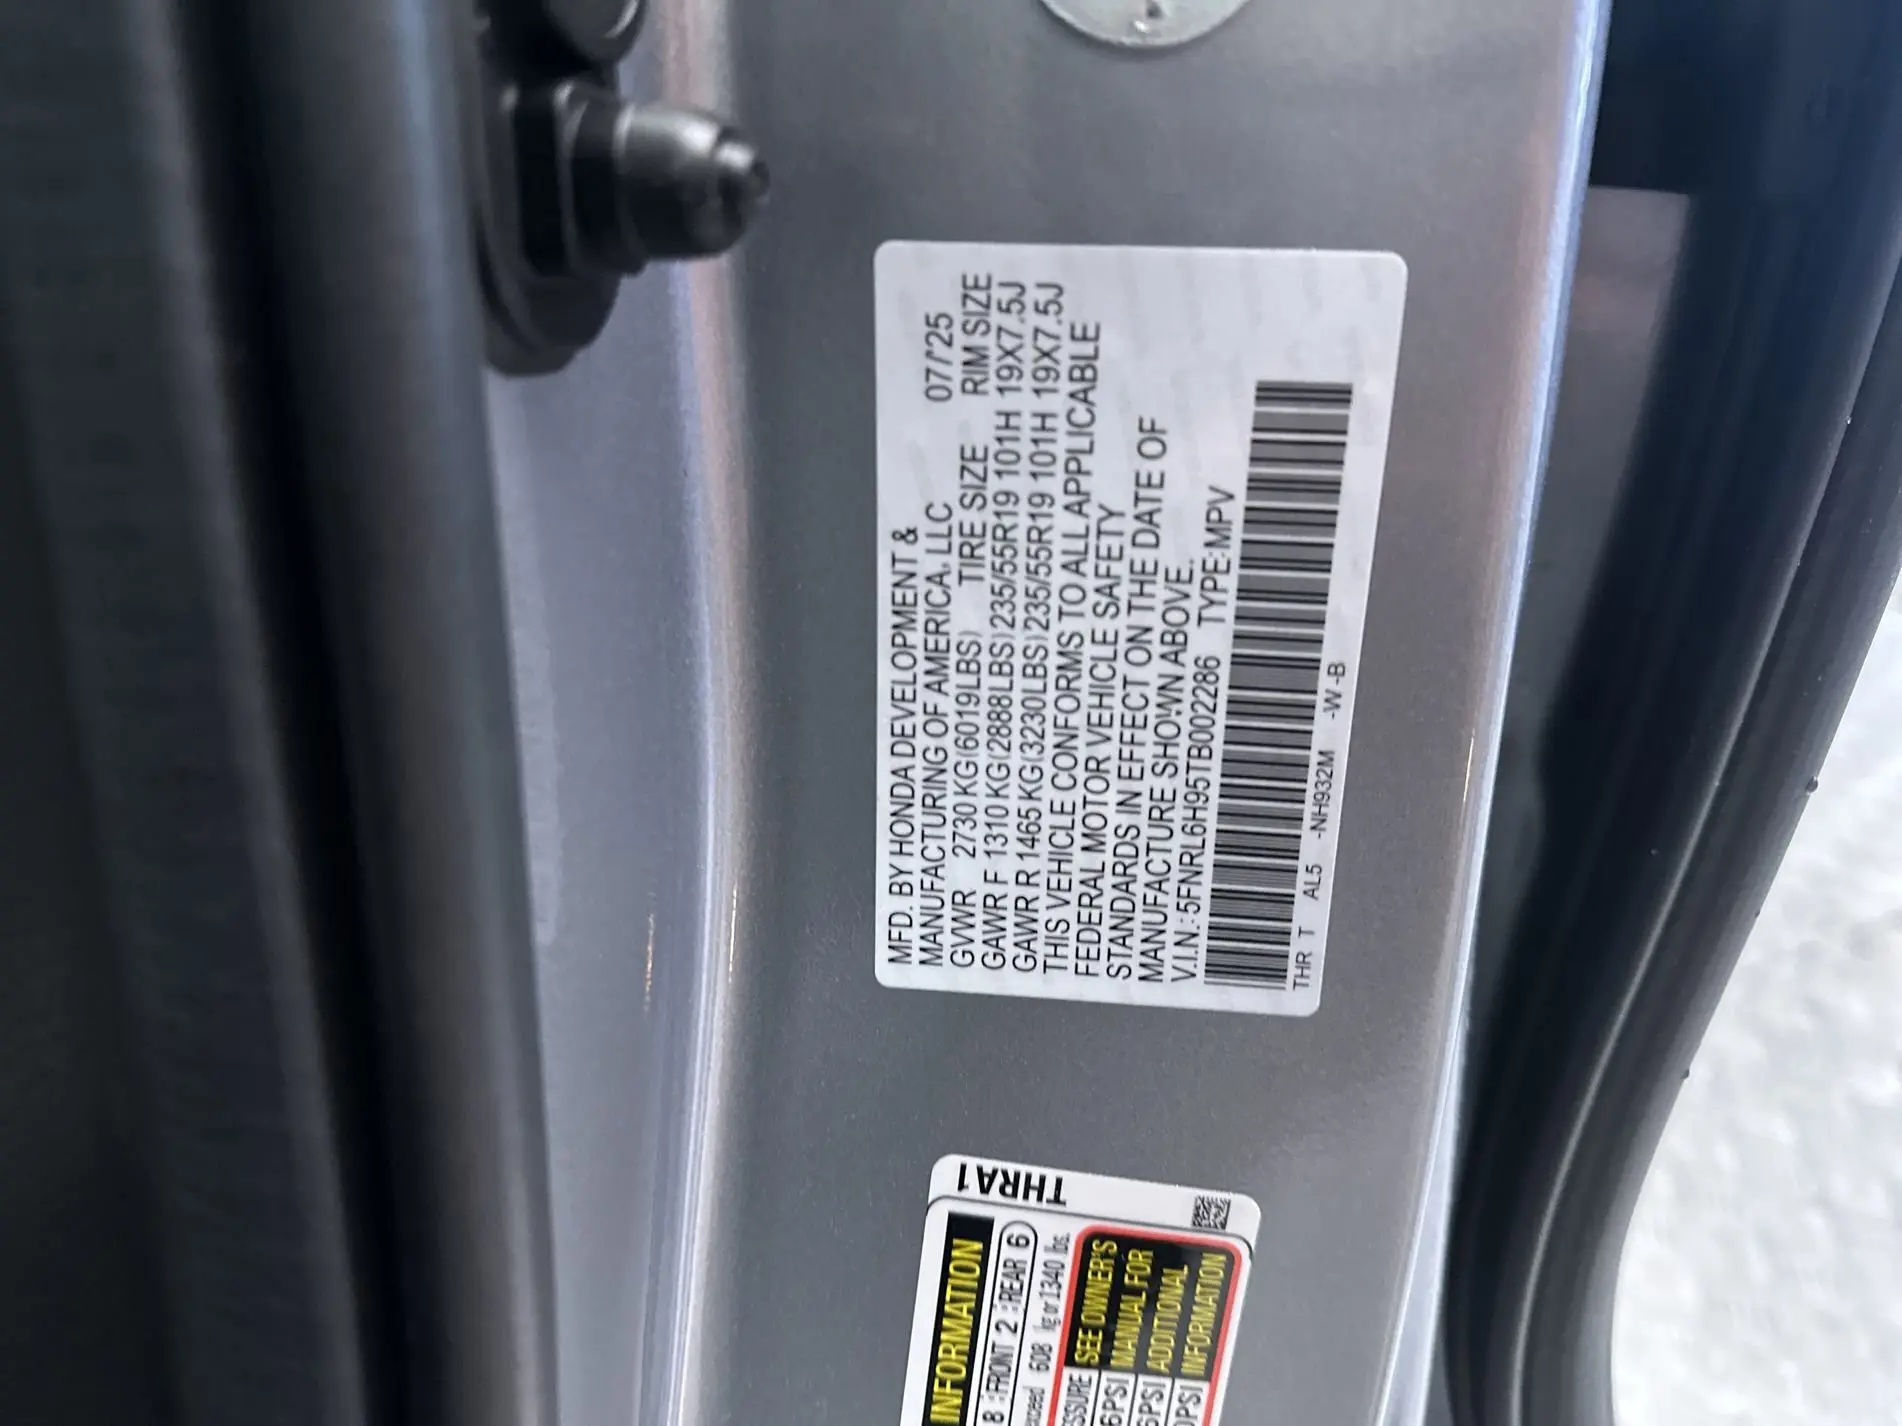 MFD. BY HONDA DEVELOPMENT &
MANUFACTURING OF AMERICA, LLC 07/'25
GVWR 2730 KG(6019LBS) TIRE SIZE RIM SIZE
GAWR F 1310 KG(2888LBS)235/55R19 101H 19X7.5J
GAWR R 1465 KG(3230LBS)235/55R19 101H 19X7.5J
THIS VEHICLE CONFORMS TO ALL APPLICABLE
FEDERAL MOTOR VEHICLE SAFETY
STANDARDS IN EFFECT ON THE DATE OF
MANUFACTURE SHOWN ABOVE.
V.I.N.:5FNRL6H95TB002286 TYPE:MPV
THR T AL5 -NH932M -W-B
THRA1
INFORMATION
8 FRONT 2 REAR 6
exceed 608 kg or 1340 lbs.
SEE OWNER'S
MANUAL FOR
ADDITIONAL
INFORMATION